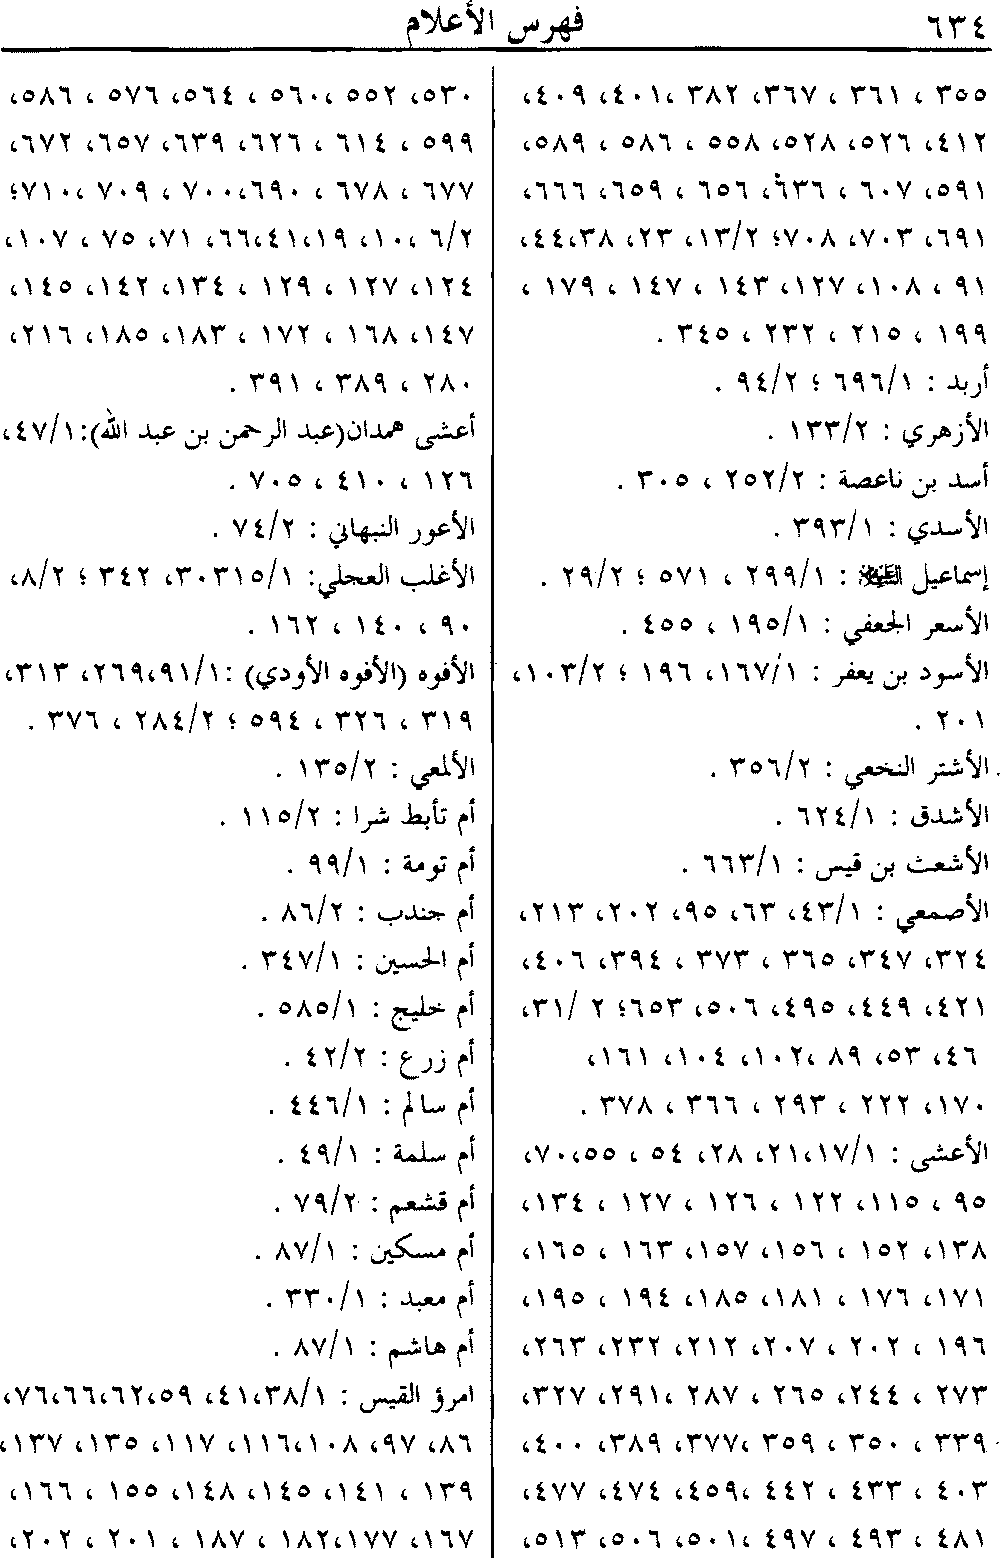 ٦٣٤
فهرس الأعلام
٣٥٥ ، ٣٦١ ، ٣٦٧، ٣٨٢ ،٤٠١، ٤٠٩،
٤١٢، ٥٢٦، ٥٢٨، ٥٥٨ ، ٥٨٦ ، ٥٨٩،
٥٩١، ٦٠٧ ، ٦٣٦، ٦٥٦ ، ٦٥٩، ٦٦٦،
٦٩١، ٧٠٣، ٧٠٨؛ ١٣/٢، ٢٣، ٣٨،٤٤،
٩١ ، ١٠٨، ١٢٧، ١٤٣ ، ١٤٧ ، ١٧٩ ،
١٩٩ ، ٢١٥ ، ٢٣٢ ، ٣٤٥ .
أربد : ٦٩٦/١ ؛ ٩٤/٢ .
الأزهري : ١٣٣/٢ .
أسد بن ناعصة : ٢٥٢/٢ ، ٣٠٥ .
الأسدي : ٣٩٣/١ .
إسماعيل عليه السلام : ٢٩٩/١ ، ٥٧١ ؛ ٢٩/٢ .
الأسعر الجعفي : ١٩٥/١ ، ٤٥٥ .
الأسود بن يعفر : ١٦٧/١، ١٩٦ ؛ ١٠٣/٢،
٢٠١ .
الأشتر النخعي : ٣٥٦/٢ .
الأشدق : ٦٢٤/١ .
الأشعث بن قيس : ٦٦٣/١ .
الأصمعي : ٤٣/١، ٦٣، ٩٥، ٢٠٢، ٢١٣،
٣٢٤، ٣٤٧، ٣٦٥ ، ٣٧٣ ، ٣٩٤، ٤٠٦،
٤٢١، ٤٤٩، ٤٩٥، ٥٠٦، ٦٥٣؛ ٢ /٣١،
٤٦، ٥٣، ٨٩ ،١٠٢، ١٠٤، ١٦١،
١٧٠، ٢٢٢ ، ٢٩٣ ، ٣٦٦ ، ٣٧٨ .
الأعشى : ١٧/١،٢١، ٢٨، ٥٤ ، ٥٥،٧٠،
٩٥ ، ١١٥، ١٢٢ ، ١٢٦ ، ١٢٧ ، ١٣٤،
١٣٨، ١٥٢ ، ١٥٦، ١٥٧، ١٦٣ ، ١٦٥،
١٧١، ١٧٦ ، ١٨١، ١٨٥، ١٩٤ ، ١٩٥،
١٩٦ ، ٢٠٢ ، ٢٠٧، ٢١٢، ٢٣٢، ٢٦٣،
٢٧٣ ، ٢٤٤، ٢٦٥ ، ٢٨٧ ،٢٩١، ٣٢٧،
٣٣٩ ، ٣٥٠ ، ٣٥٩ ،٣٧٧، ٣٨٩، ٤٠٠،
٤٠٣ ، ٤٣٣ ، ٤٤٢ ،٤٥٩، ٤٧٤، ٤٧٧،
٤٨١ ، ٤٩٣ ، ٤٩٧ ،٥٠١، ٥٠٦، ٥١٣،
٥٣٠، ٥٥٢ ،٥٦٠ ، ٥٦٤، ٥٧٦ ، ٥٨٦،
٥٩٩ ، ٦١٤ ، ٦٢٦، ٦٣٩، ٦٥٧، ٦٧٢،
٦٧٧ ، ٦٧٨ ، ٦٩٠،٧٠٠ ، ٧٠٩ ، ٧١٠؛
٦/٢ ،١٠، ١٩،٤١،٦٦، ٧١، ٧٥ ، ١٠٧،
١٢٤، ١٢٧ ، ١٢٩ ، ١٣٤، ١٤٢، ١٤٥،
١٤٧، ١٦٨ ، ١٧٢ ، ١٨٣، ١٨٥، ٢١٦،
٢٨٠ ، ٣٨٩ ، ٣٩١ .
أعشى همدان(عبد الرحمن بن عبد الله):٤٧/١،
١٢٦ ، ٤١٠ ، ٧٠٥ .
الأعور النبهاني : ٧٤/٢ .
الأغلب العجلي: ٣٠٣١٥/١، ٣٤٢ ؛ ٨/٢،
٩٠ ، ١٤٠ ، ١٦٢ .
الأفوه (الأفوه الأودي) :٩١/١،٢٦٩، ٣١٣،
٣١٩ ، ٣٢٦ ، ٥٩٤ ؛ ٢٨٤/٢ ، ٣٧٦ .
الألمعي : ١٣٥/٢ .
أم تأبط شرا : ١١٥/٢ .
أم تومة : ٩٩/١ .
أم جندب : ٨٦/٢ .
أم الحسين : ٣٤٧/١ .
أم خليج : ٥٨٥/١ .
أم زرع : ٤٢/٢ .
أم سالم : ٤٤٦/١ .
أم سلمة : ٤٩/١ .
أم قشعم : ٧٩/٢ .
أم مسكين : ٨٧/١ .
أم معبد : ٣٣٠/١ .
أم هاشم : ٨٧/١ .
امرؤ القيس : ٣٨/١،٤١، ٥٩،٦٢،٦٦،٧٦،
٨٦، ٩٧، ١٠٨،١١٦، ١١٧، ١٣٥، ١٣٧،
١٣٩ ، ١٤١، ١٤٥، ١٤٨، ١٥٥ ، ١٦٦،
١٦٧، ١٧٧،١٨٢ ، ١٨٧ ، ٢٠١ ، ٢٠٢،